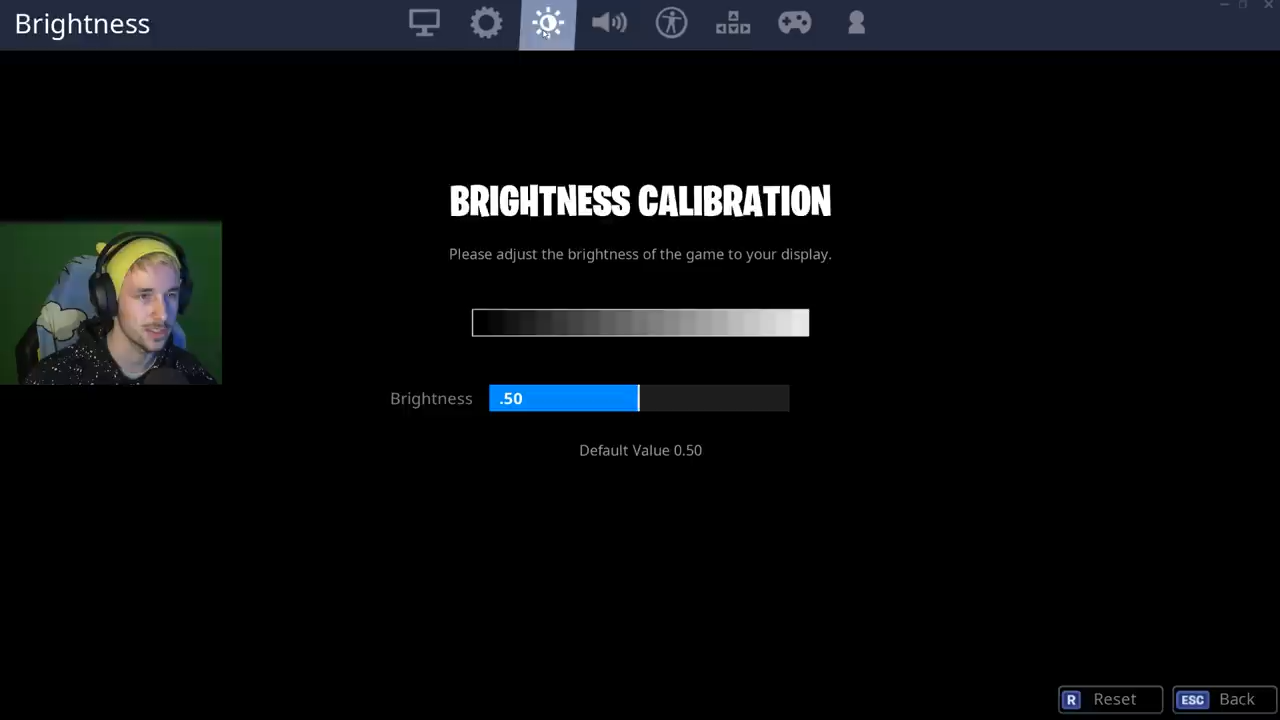 Brightness
BRIGHTNESS CALIBRATION
Please adjust the brightness of the game to your display.
Brightness .50
Default Value 0.50
R Reset ESC Back